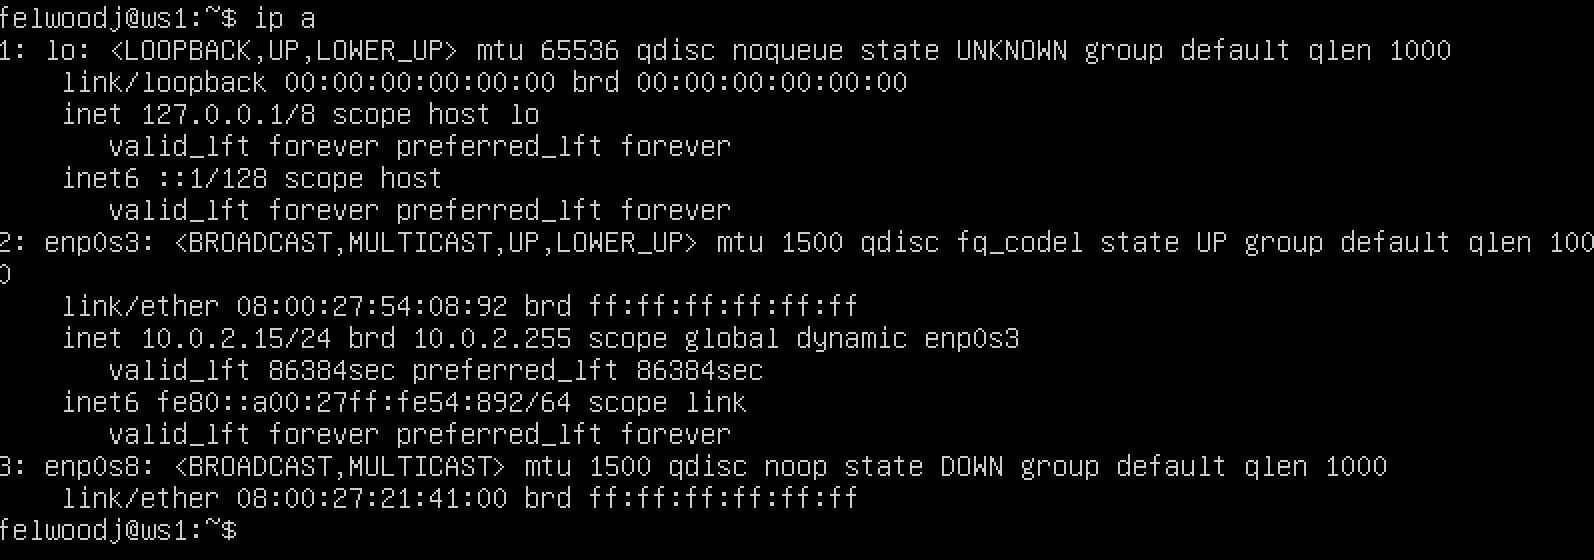 felwoodj@ws1:~$ ip a
1: lo: <LOOPBACK,UP,LOWER_UP> mtu 65536 qdisc noqueue state UNKNOWN group default qlen 1000
    link/loopback 00:00:00:00:00:00 brd 00:00:00:00:00:00
    inet 127.0.0.1/8 scope host lo
       valid_lft forever preferred_lft forever
    inet6 ::1/128 scope host
       valid_lft forever preferred_lft forever
2: enp0s3: <BROADCAST,MULTICAST,UP,LOWER_UP> mtu 1500 qdisc fq_codel state UP group default qlen 100
0
    link/ether 08:00:27:54:08:92 brd ff:ff:ff:ff:ff:ff
    inet 10.0.2.15/24 brd 10.0.2.255 scope global dynamic enp0s3
       valid_lft 86384sec preferred_lft 86384sec
    inet6 fe80::a00:27ff:fe54:892/64 scope link
       valid_lft forever preferred_lft forever
3: enp0s8: <BROADCAST,MULTICAST> mtu 1500 qdisc noop state DOWN group default qlen 1000
    link/ether 08:00:27:21:41:00 brd ff:ff:ff:ff:ff:ff
felwoodj@ws1:~$